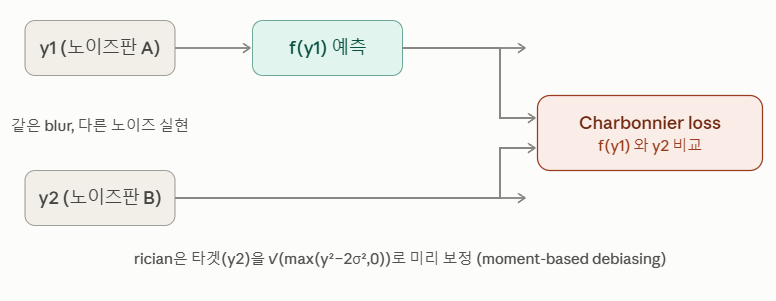 y1 (노이즈판 A)
f(y1) 예측
Charbonnier loss
f(y1) 와 y2 비교
같은 blur, 다른 노이즈 실현
y2 (노이즈판 B)
rician은 타겟(y2)을 √(max(y²−2σ²,0))로 미리 보정 (moment-based debiasing)